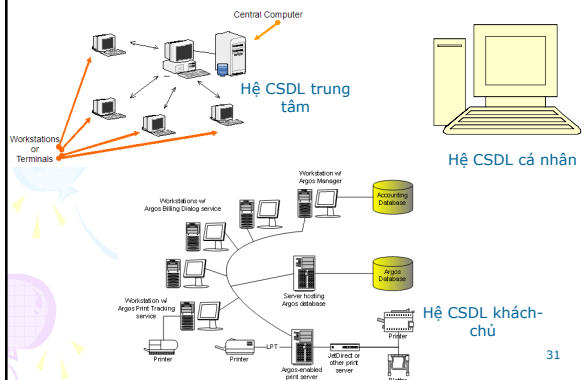 Central Computer
Hệ CSDL trung
tâm
Workstations
or
Terminals
Hệ CSDL cá nhân
Workstation w/
Argos Manager
Accounting
Database
Workstations w/
Argos Billing Dialog service
Argos
Database
Server hosting
Argos database
Workstation w/
Argos Print Tracking
service
Hệ CSDL khách-
chủ
Printer
LPT
Printer
Printer
JetDirect or
other print
server
Argos-enabled
print server
Plotter
31